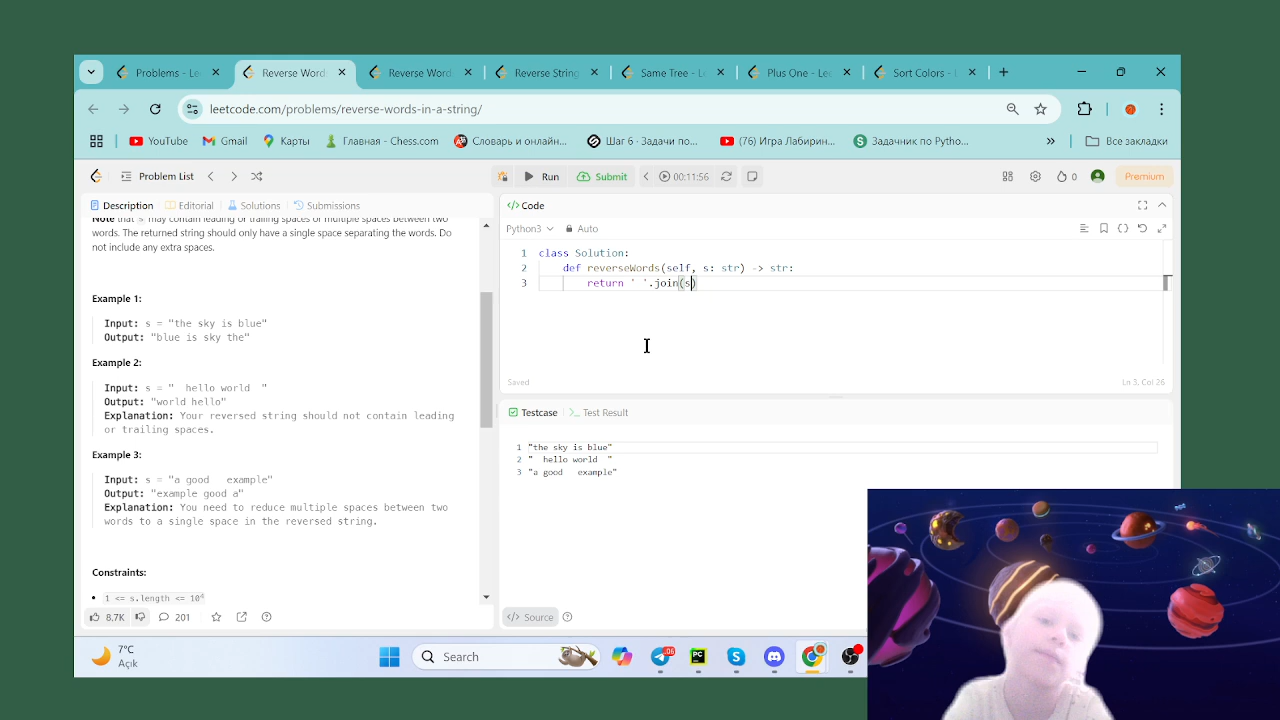 Problems - Le
Reverse Word
Reverse Word
Reverse String
Same Tree - L
Plus One - Lee
Sort Colors -
leetcode.com/problems/reverse-words-in-a-string/
YouTube
Gmail
Карты
Главная - Chess.com
Словарь и онлайн...
Шаг 6 · Задачи по...
(76) Игра Лабирин...
Задачник по Pytho...
»
Все закладки
Problem List
Run
Submit
00:11:56
0
Premium
Description
Editorial
Solutions
Submissions
Note that s may contain leading or trailing spaces or multiple spaces between two
words. The returned string should only have a single space separating the words. Do
not include any extra spaces.
Example 1:
Input: s = "the sky is blue"
Output: "blue is sky the"
Example 2:
Input: s = "  hello world  "
Output: "world hello"
Explanation: Your reversed string should not contain leading
or trailing spaces.
Example 3:
Input: s = "a good   example"
Output: "example good a"
Explanation: You need to reduce multiple spaces between two
words to a single space in the reversed string.
Constraints:
1 <= s.length <= 10⁴
8.7K
201
</> Code
Python3
Auto
1 class Solution:
2     def reverseWords(self, s: str) -> str:
3         return ' '.join(s)
Saved
Ln 3, Col 26
Testcase
>_ Test Result
1 "the sky is blue"
2 "  hello world  "
3 "a good   example"
</> Source
7°C
Açık
Search
PC